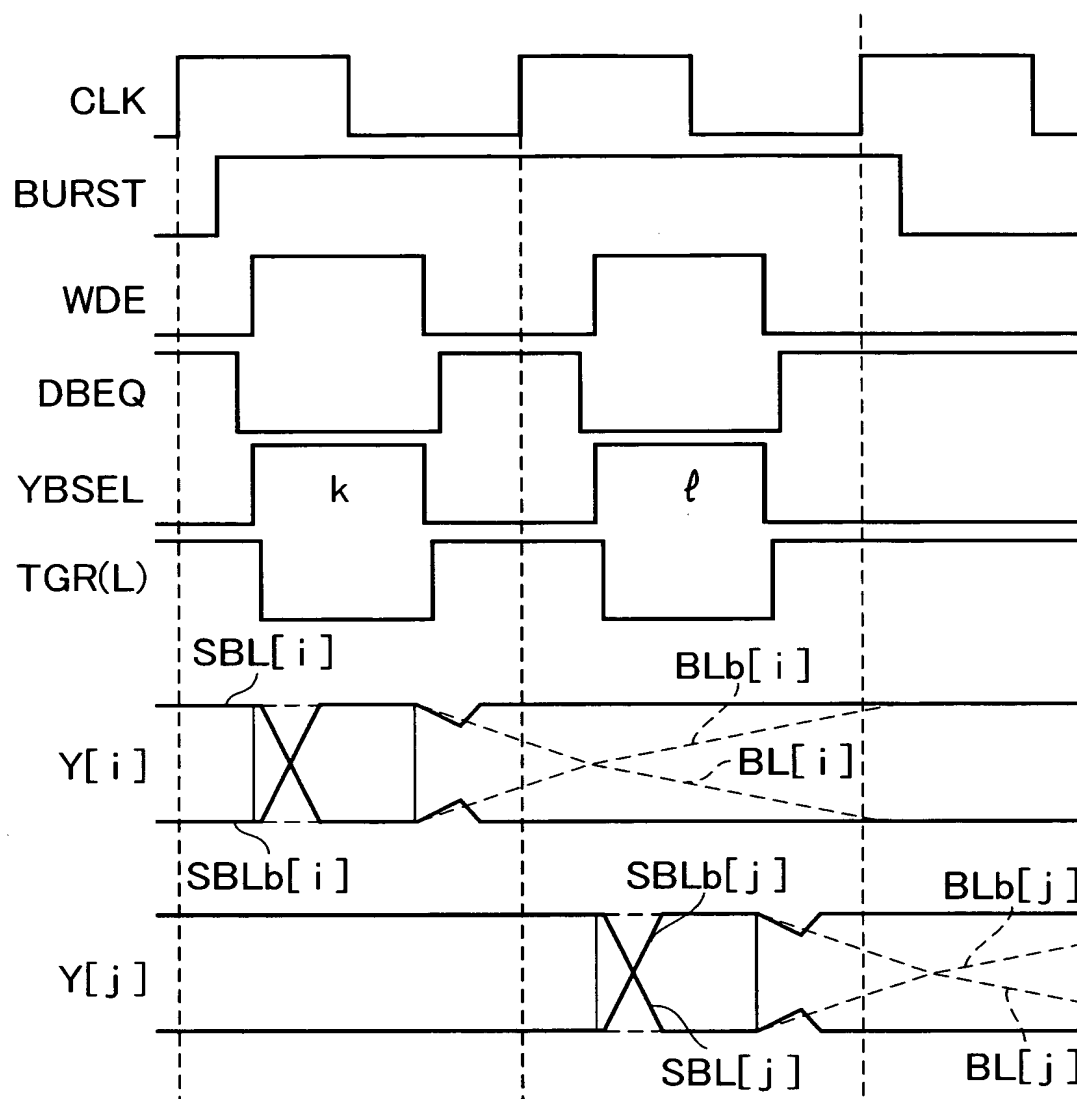 CLK
BURST
WDE
DBEQ
YBSEL k ℓ
TGR(L)
SBL[i]
BLb[i]
Y[i]
BL[i]
SBLb[i]
SBLb[j]
BLb[j]
Y[j]
SBL[j]
BL[j]